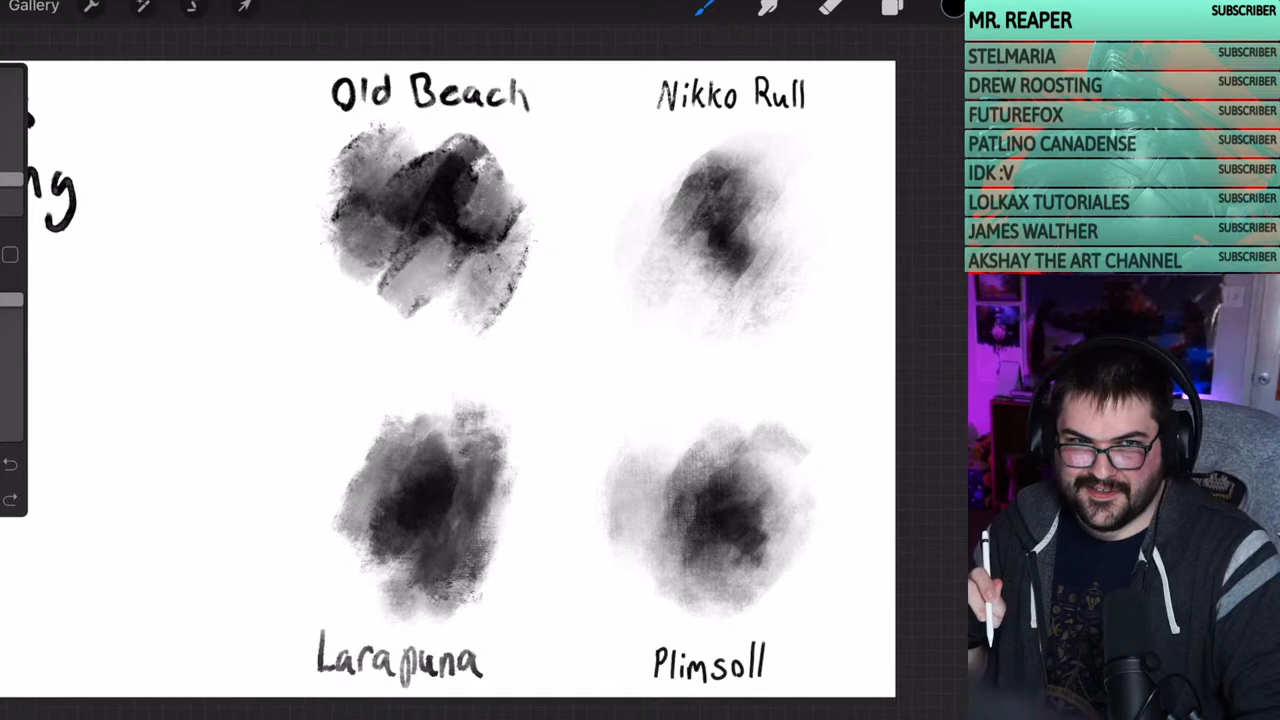 Gallery
Old Beach
Nikko Rull
Larapuna
Plimsoll
MR. REAPER SUBSCRIBER
STELMARIA SUBSCRIBER
DREW ROOSTING SUBSCRIBER
FUTUREFOX SUBSCRIBER
PATLINO CANADENSE SUBSCRIBER
IDK :V SUBSCRIBER
LOLKAX TUTORIALES SUBSCRIBER
JAMES WALTHER SUBSCRIBER
AKSHAY THE ART CHANNEL SUBSCRIBER